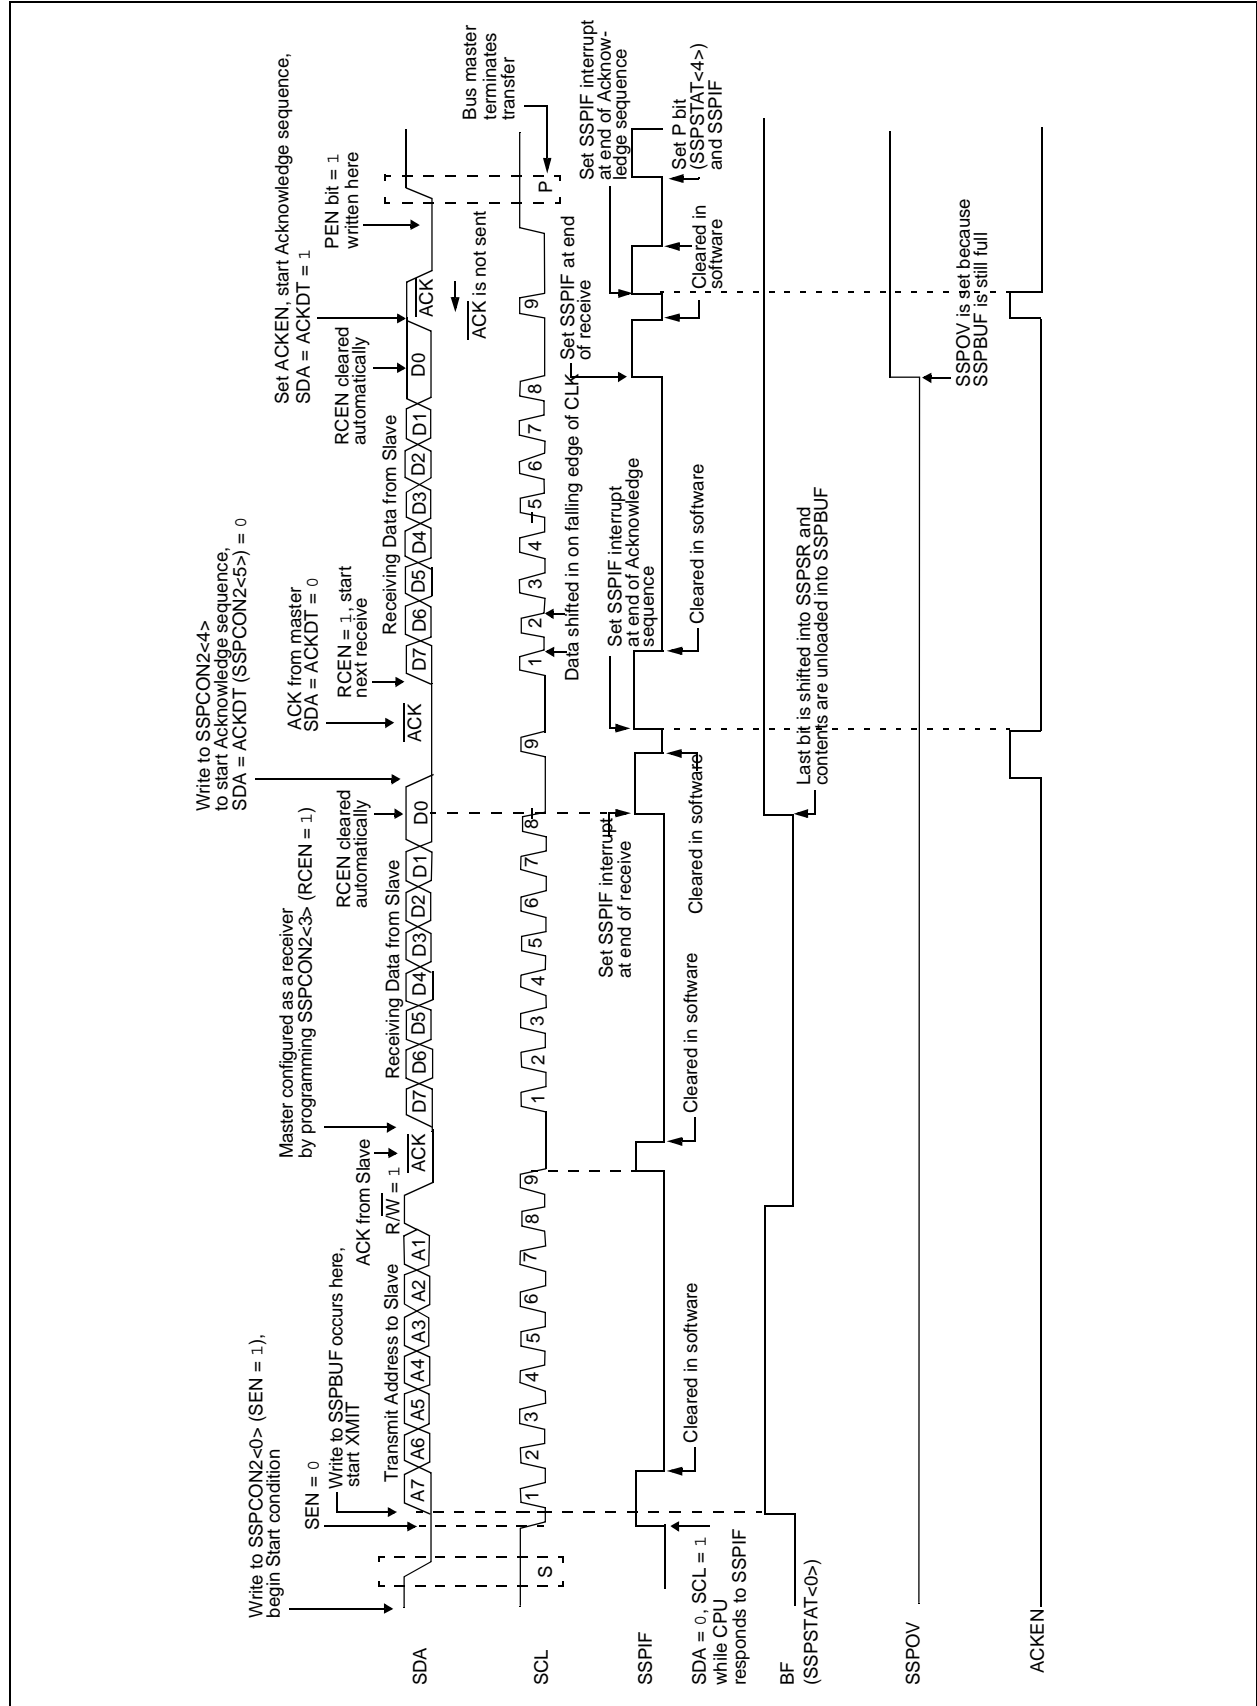 Write to SSPCON2<0> (SEN = 1),
begin Start condition
SEN = 0
Write to SSPBUF occurs here,
start XMIT
ACK from Slave
Master configured as a receiver
by programming SSPCON2<3> (RCEN = 1)
RCEN cleared
automatically
Write to SSPCON2<4>
to start Acknowledge sequence,
SDA = ACKDT (SSPCON2<5>) = 0
ACK from master
SDA = ACKDT = 0
RCEN = 1, start
next receive
RCEN cleared
automatically
Set ACKEN, start Acknowledge sequence,
SDA = ACKDT = 1
PEN bit = 1
written here
Transmit Address to Slave
R/W = 1
Receiving Data from Slave
Receiving Data from Slave
SDA
A7 A6 A5 A4 A3 A2 A1
ACK
D7 D6 D5 D4 D3 D2 D1 D0
ACK
D7 D6 D5 D4 D3 D2 D1 D0
ACK
ACK is not sent
Bus master
terminates
transfer
SCL
S
1 2 3 4 5 6 7 8 9
1 2 3 4 5 6 7 8 9
1 2 3 4 5 6 7 8 9
P
Data shifted in on falling edge of CLK
Set SSPIF interrupt
at end of receive
Set SSPIF interrupt
at end of Acknowledge
sequence
Set SSPIF at end
of receive
Set SSPIF interrupt
at end of Acknow-
ledge sequence
SSPIF
SDA = 0, SCL = 1
while CPU
responds to SSPIF
Cleared in software
Cleared in software
Cleared in software
Cleared in software
Cleared in software
Cleared in
software
Set P bit
(SSPSTAT<4>)
and SSPIF
BF
(SSPSTAT<0>)
Last bit is shifted into SSPSR and
contents are unloaded into SSPBUF
SSPOV
SSPOV is set because
SSPBUF is still full
ACKEN